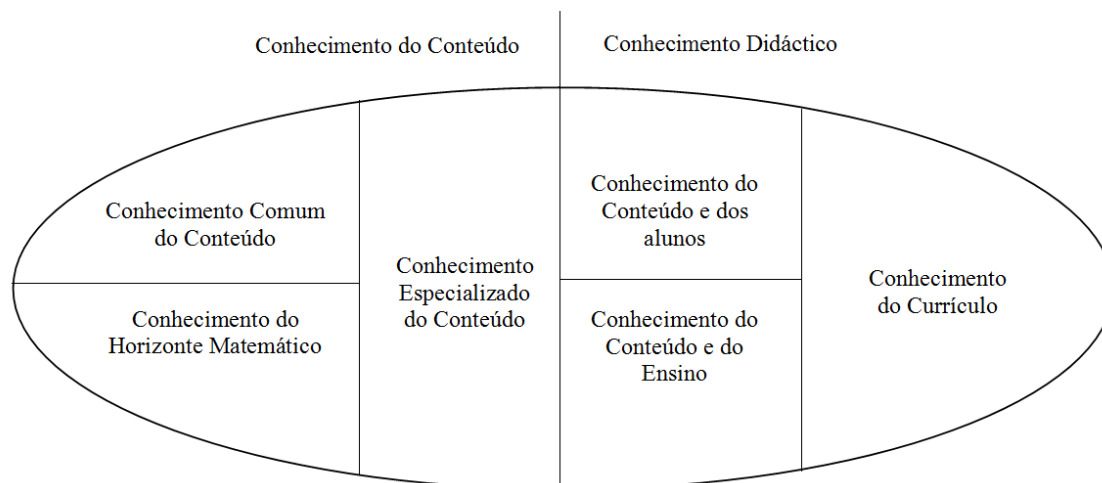 Conhecimento do Conteúdo
Conhecimento Didáctico
Conhecimento Comum
do Conteúdo
Conhecimento do
Horizonte Matemático
Conhecimento
Especializado
do Conteúdo
Conhecimento do
Conteúdo e dos
alunos
Conhecimento do
Conteúdo e do
Ensino
Conhecimento
do Currículo